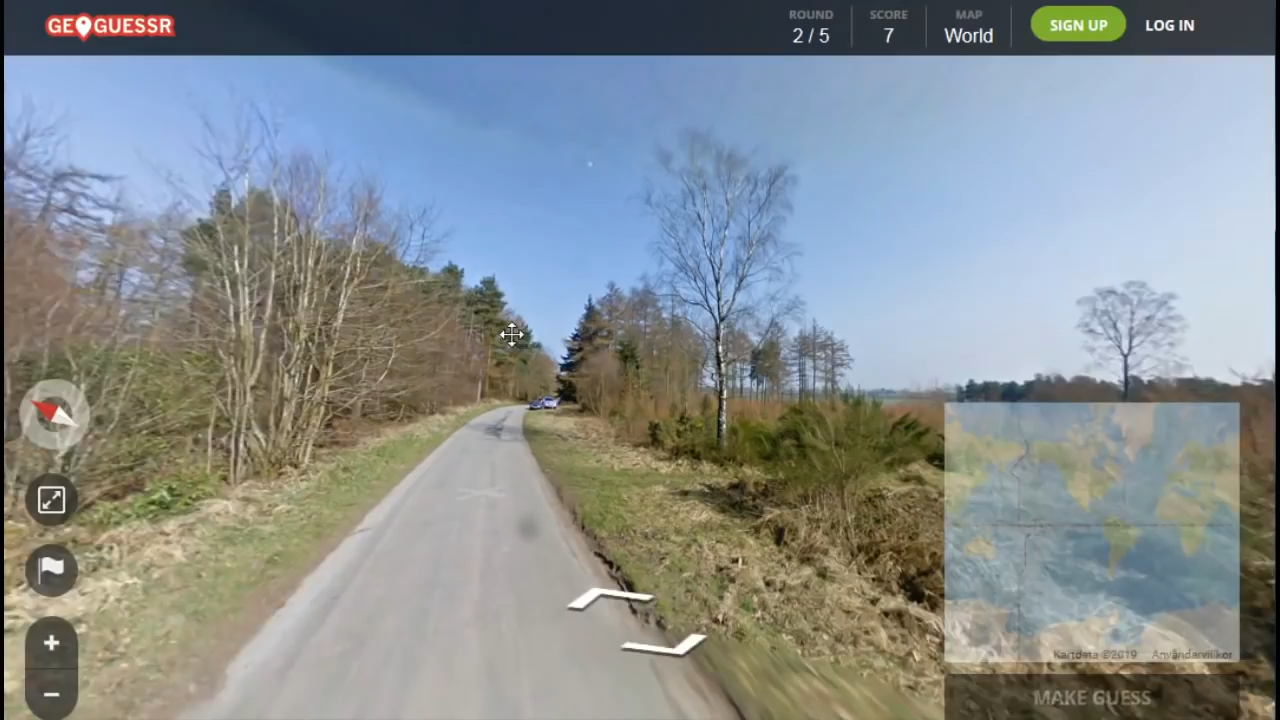 GEOGUESSR
ROUND
2 / 5
SCORE
7
MAP
World
SIGN UP
LOG IN
Kartdata ©2019 Användarvillkor
MAKE GUESS